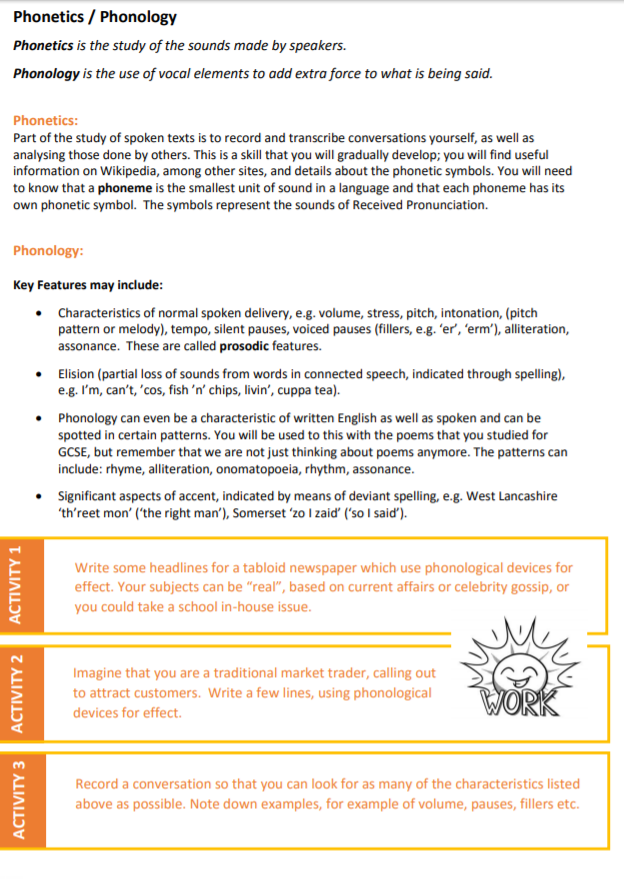 Phonetics / Phonology
Phonetics is the study of the sounds made by speakers.
Phonology is the use of vocal elements to add extra force to what is being said.
Phonetics:
Part of the study of spoken texts is to record and transcribe conversations yourself, as well as
analysing those done by others. This is a skill that you will gradually develop; you will find useful
information on Wikipedia, among other sites, and details about the phonetic symbols. You will need
to know that a phoneme is the smallest unit of sound in a language and that each phoneme has its
own phonetic symbol.  The symbols represent the sounds of Received Pronunciation.
Phonology:
Key Features may include:
• Characteristics of normal spoken delivery, e.g. volume, stress, pitch, intonation, (pitch
pattern or melody), tempo, silent pauses, voiced pauses (fillers, e.g. ‘er’, ‘erm’), alliteration,
assonance.  These are called prosodic features.
• Elision (partial loss of sounds from words in connected speech, indicated through spelling),
e.g. I’m, can’t, ’cos, fish ’n’ chips, livin’, cuppa tea).
• Phonology can even be a characteristic of written English as well as spoken and can be
spotted in certain patterns. You will be used to this with the poems that you studied for
GCSE, but remember that we are not just thinking about poems anymore. The patterns can
include: rhyme, alliteration, onomatopoeia, rhythm, assonance.
• Significant aspects of accent, indicated by means of deviant spelling, e.g. West Lancashire
‘th’reet mon’ (‘the right man’), Somerset ‘zo I zaid’ (‘so I said’).
ACTIVITY 1
Write some headlines for a tabloid newspaper which use phonological devices for
effect. Your subjects can be “real”, based on current affairs or celebrity gossip, or
you could take a school in-house issue.
ACTIVITY 2
Imagine that you are a traditional market trader, calling out
to attract customers.  Write a few lines, using phonological
devices for effect.
WORK
ACTIVITY 3
Record a conversation so that you can look for as many of the characteristics listed
above as possible. Note down examples, for example of volume, pauses, fillers etc.